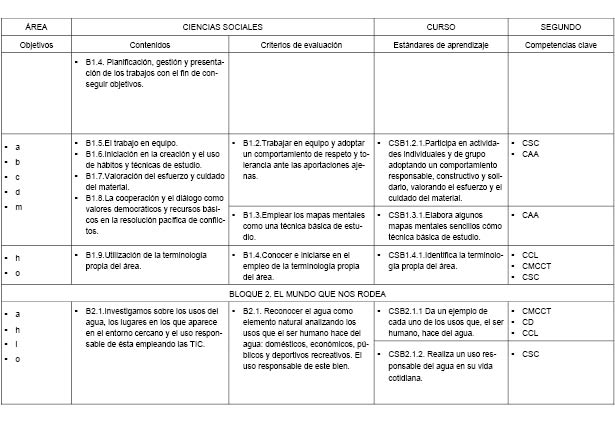 ÁREA CIENCIAS SOCIALES CURSO SEGUNDO
Objetivos Contenidos Criterios de evaluación Estándares de aprendizaje Competencias clave
▪ B1.4. Planificación, gestión y presenta-
ción de los trabajos con el fin de con-
seguir objetivos.
▪ a
▪ b
▪ c
▪ d
▪ m
▪ B1.5.El trabajo en equipo.
▪ B1.6.Iniciación en la creación y el uso
de hábitos y técnicas de estudio.
▪ B1.7.Valoración del esfuerzo y cuidado
del material.
▪ B1.8.La cooperación y el diálogo como
valores democráticos y recursos bási-
cos en la resolución pacífica de conflic-
tos.
▪ B1.2.Trabajar en equipo y adoptar
un comportamiento de respeto y to-
lerancia ante las aportaciones aje-
nas.
▪ CSB1.2.1.Participa en activida-
des individuales y de grupo
adoptando un comportamiento
responsable, constructivo y soli-
dario, valorando el esfuerzo y el
cuidado del material.
▪ CSC
▪ CAA
▪ B1.3.Emplear los mapas mentales
como una técnica básica de estu-
dio.
▪ CSB1.3.1.Elabora algunos
mapas mentales sencillos cómo
técnica básica de estudio.
▪ CAA
▪ h
▪ o
▪ B1.9.Utilización de la terminología
propia del área.
▪ B1.4.Conocer e iniciarse en el
empleo de la terminología propia
del área.
▪ CSB1.4.1.Identifica la terminolo-
gía propia del área.
▪ CCL
▪ CMCCT
▪ CSC
BLOQUE 2. EL MUNDO QUE NOS RODEA
▪ a
▪ h
▪ l
▪ o
▪ B2.1.Investigamos sobre los usos del
agua, los lugares en los que aparece
en el entorno cercano y el uso respon-
sable de ésta empleando las TIC.
▪ B2.1. Reconocer el agua como
elemento natural analizando los
usos que el ser humano hace del
agua: domésticos, económicos, pú-
blicos y deportivos recreativos. El
uso responsable de este bien.
▪ CSB2.1.1 Da un ejemplo de
cada uno de los usos que, el ser
humano, hace del agua.
▪ CMCCT
▪ CD
▪ CCL
▪ CSB2.1.2. Realiza un uso res-
ponsable del agua en su vida
cotidiana.
▪ CSC